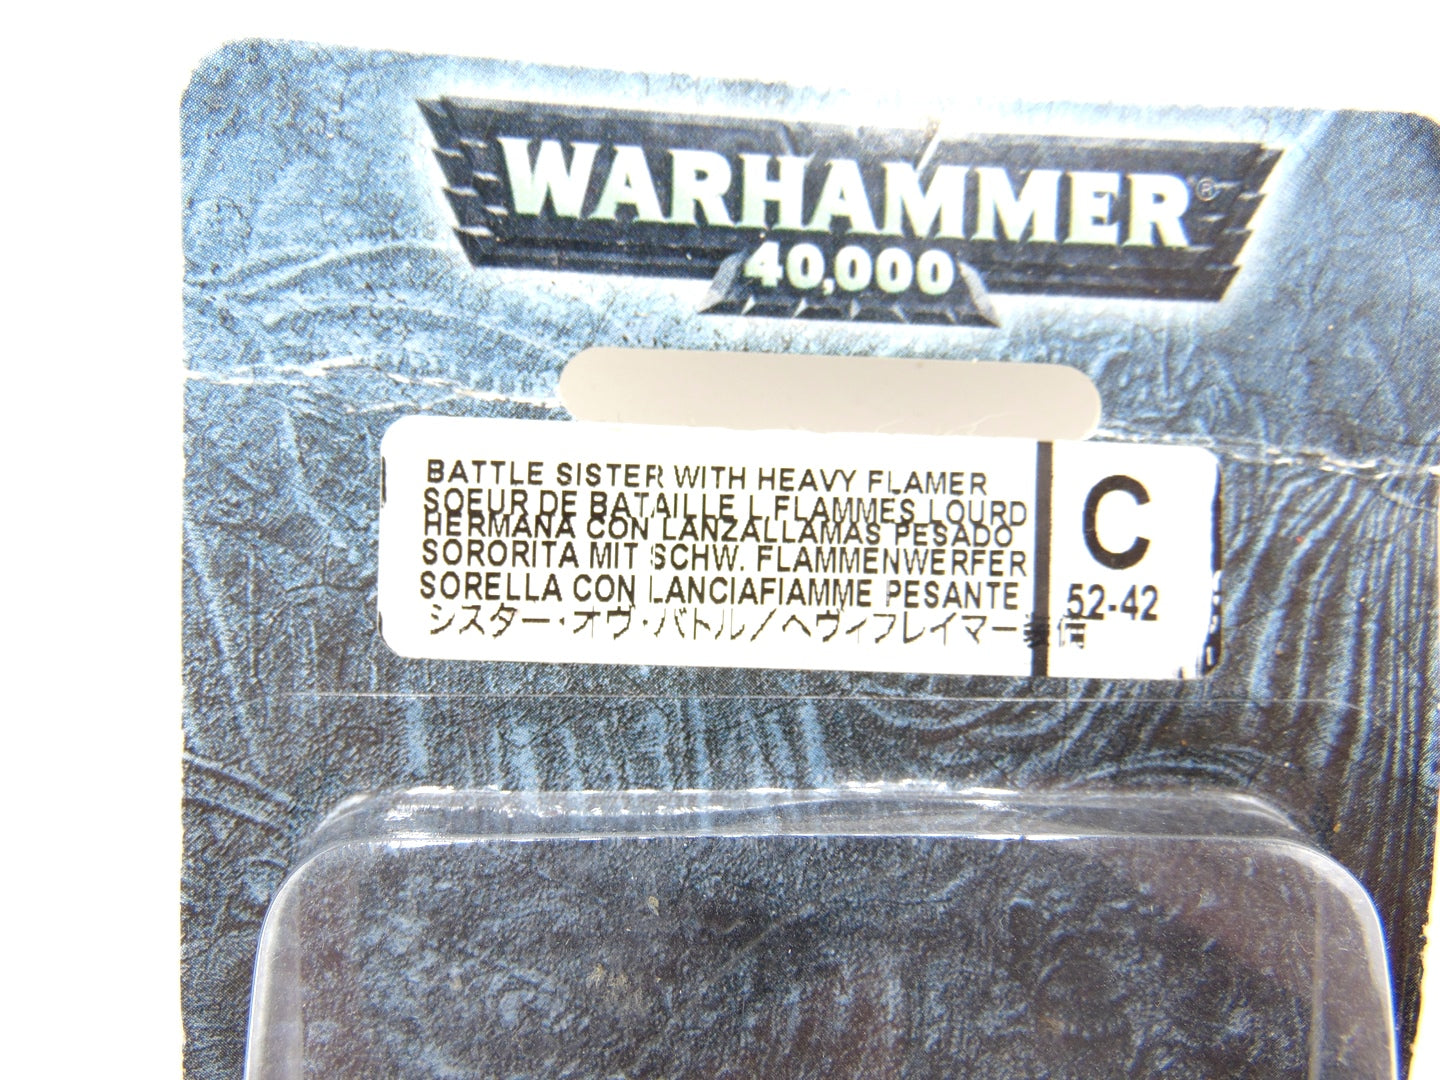 WARHAMMER®
40,000
BATTLE SISTER WITH HEAVY FLAMER
SOEUR DE BATAILLE L.FLAMMES LOURD
HERMANA CON LANZALLAMAS PESADO
SORORITA MIT SCHW. FLAMMENWERFER
SORELLA CON LANCIAFIAMME PESANTE
シスター・オヴ・バトル/ヘヴィフレイマー
C
52-42